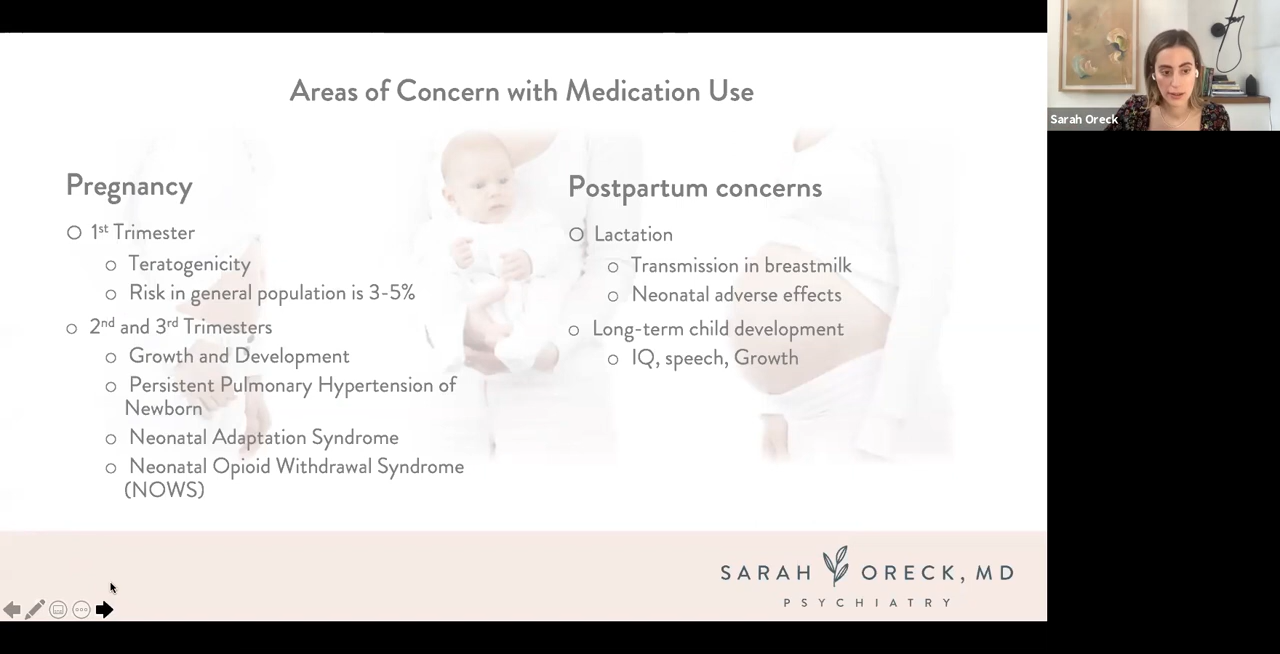 Areas of Concern with Medication Use
Pregnancy
1st Trimester
Teratogenicity
Risk in general population is 3-5%
2nd and 3rd Trimesters
Growth and Development
Persistent Pulmonary Hypertension of
Newborn
Neonatal Adaptation Syndrome
Neonatal Opioid Withdrawal Syndrome
(NOWS)
Postpartum concerns
Lactation
Transmission in breastmilk
Neonatal adverse effects
Long-term child development
IQ, speech, Growth
SARAH ORECK, MD
PSYCHIATRY
Sarah Oreck